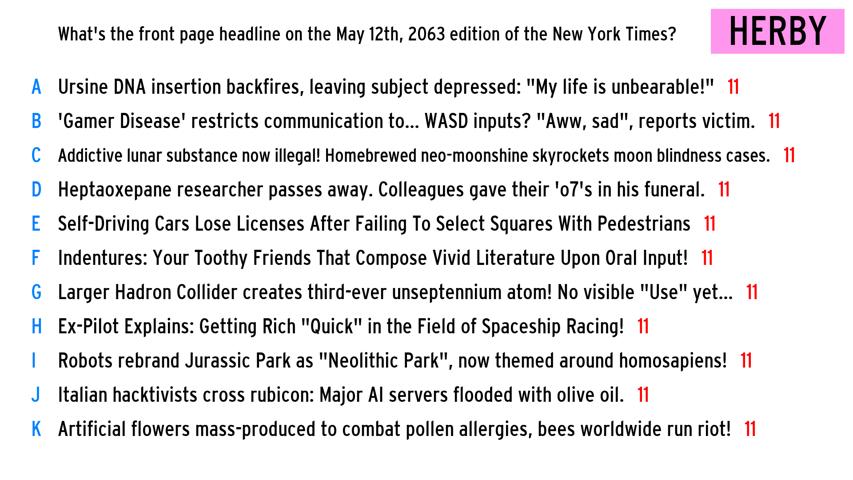 What's the front page headline on the May 12th, 2063 edition of the New York Times?
HERBY
A Ursine DNA insertion backfires, leaving subject depressed: "My life is unbearable!" 11
B 'Gamer Disease' restricts communication to... WASD inputs? "Aww, sad", reports victim. 11
C Addictive lunar substance now illegal! Homebrewed neo-moonshine skyrockets moon blindness cases. 11
D Heptaoxepane researcher passes away. Colleagues gave their 'o7's in his funeral. 11
E Self-Driving Cars Lose Licenses After Failing To Select Squares With Pedestrians 11
F Indentures: Your Toothy Friends That Compose Vivid Literature Upon Oral Input! 11
G Larger Hadron Collider creates third-ever unseptennium atom! No visible "Use" yet... 11
H Ex-Pilot Explains: Getting Rich "Quick" in the Field of Spaceship Racing! 11
I Robots rebrand Jurassic Park as "Neolithic Park", now themed around homosapiens! 11
J Italian hacktivists cross rubicon: Major AI servers flooded with olive oil. 11
K Artificial flowers mass-produced to combat pollen allergies, bees worldwide run riot! 11